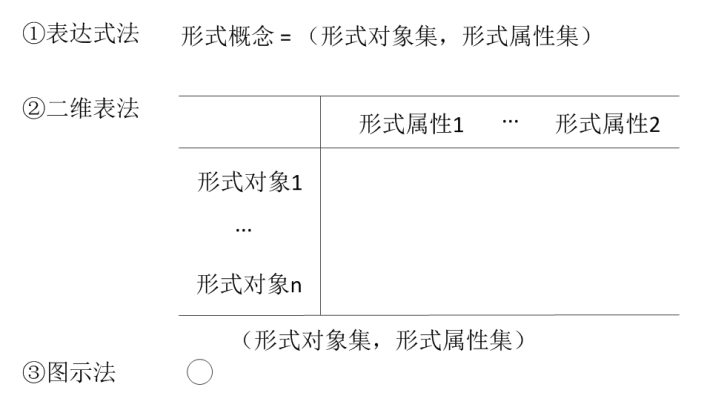 ①表达式法 形式概念 = （形式对象集，形式属性集）
②二维表法
形式属性1 … 形式属性2
形式对象1
…
形式对象n
（形式对象集，形式属性集）
③图示法